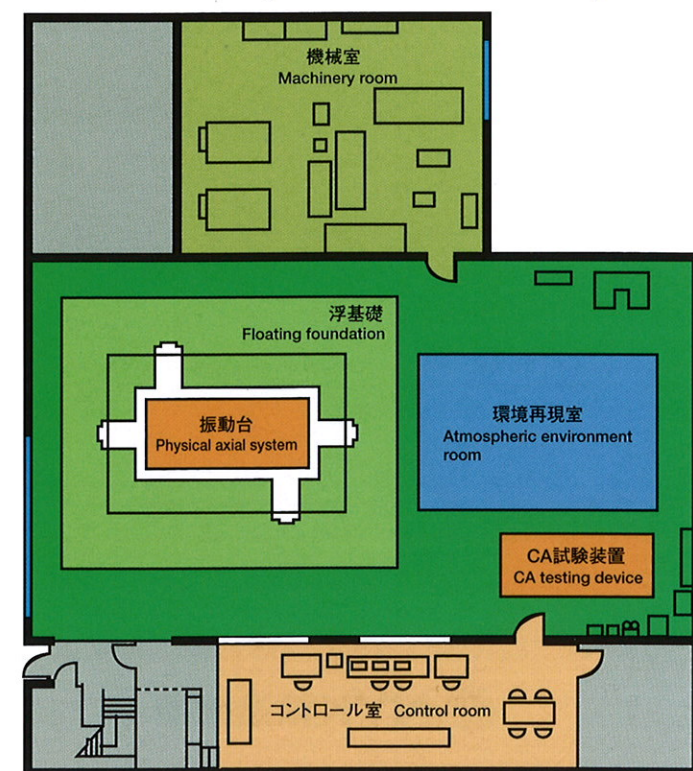 機械室
Machinery room
浮基礎
Floating foundation
振動台
Physical axial system
環境再現室
Atmospheric environment
room
CA試験装置
CA testing device
コントロール室 Control room